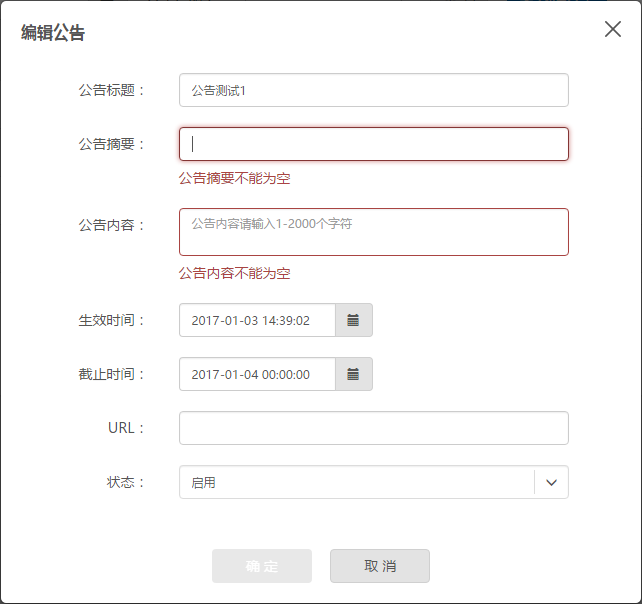 编辑公告
公告标题：
公告测试1
公告摘要：
公告摘要不能为空
公告内容：
公告内容请输入1-2000个字符
公告内容不能为空
生效时间：
2017-01-03 14:39:02
截止时间：
2017-01-04 00:00:00
URL：
状态：
启用
确 定
取 消